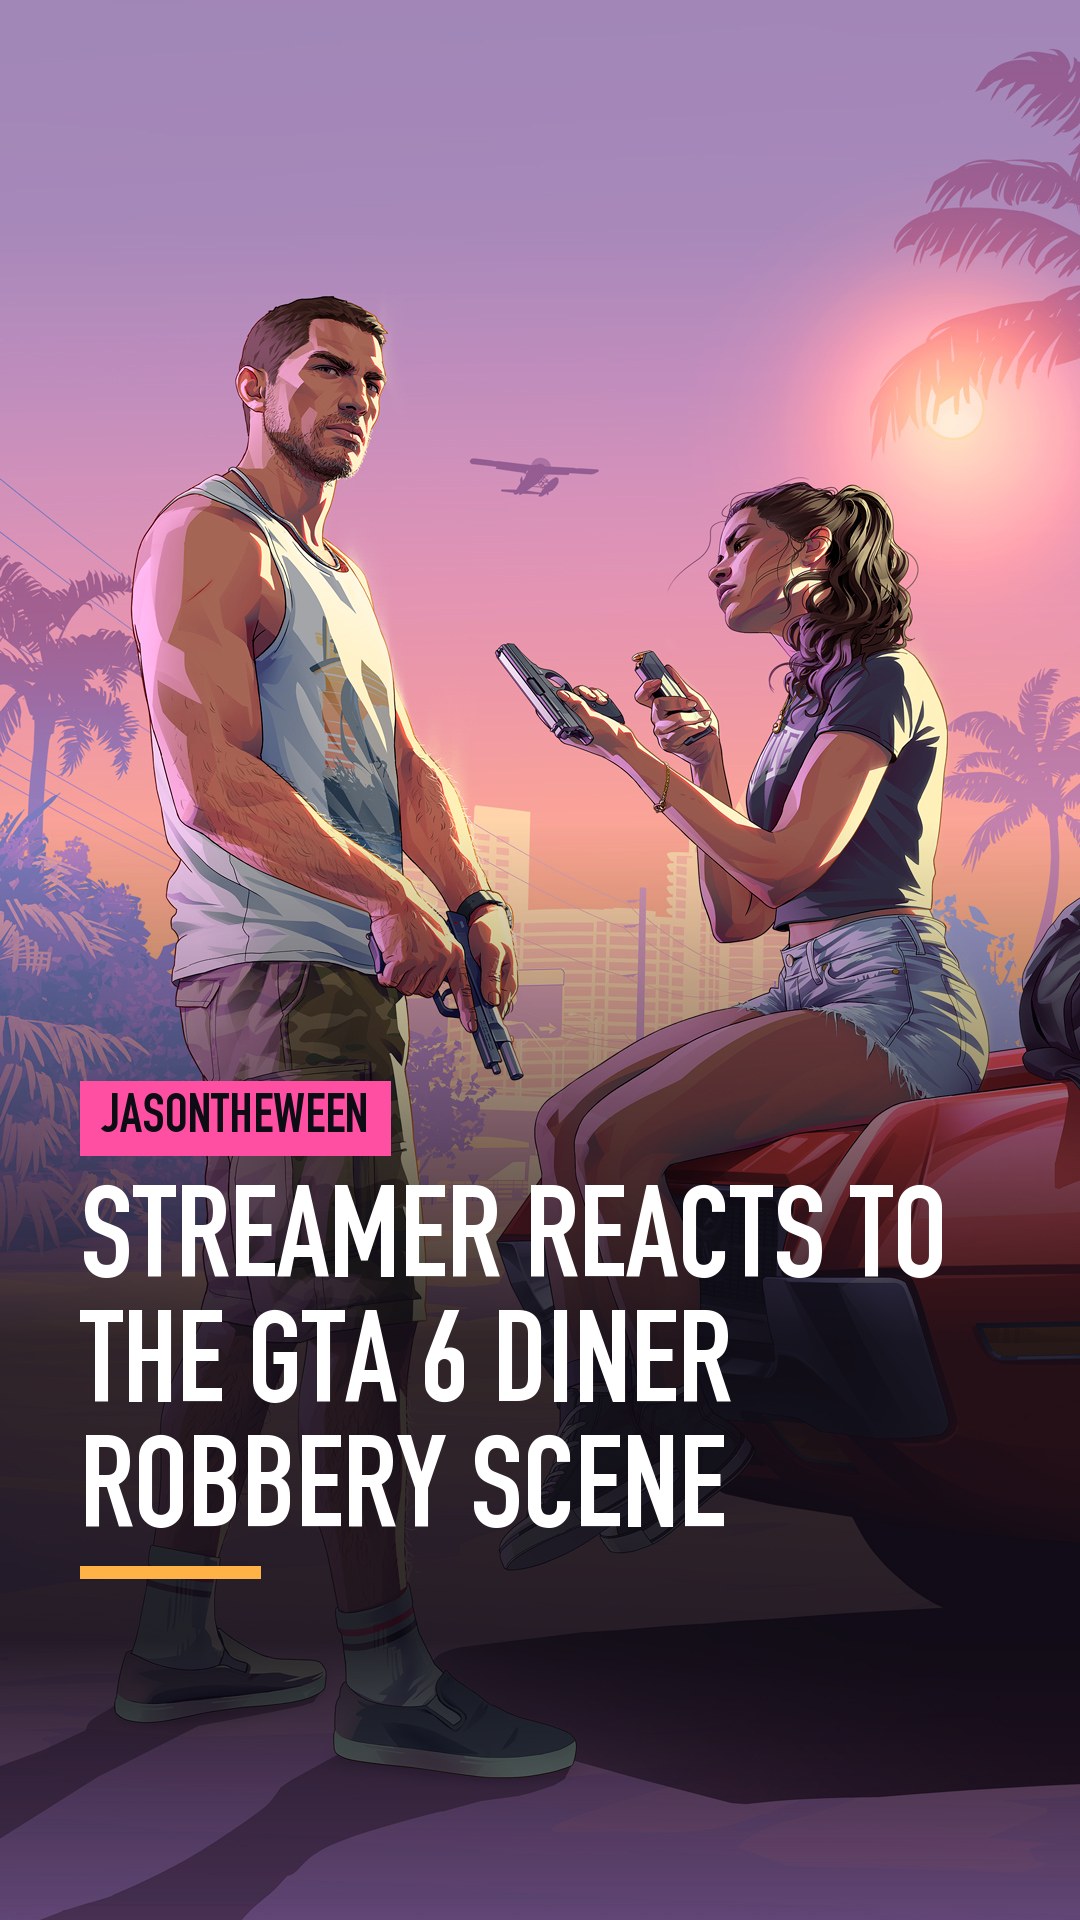 JASONTHEWEEN
STREAMER REACTS TO
THE GTA 6 DINER
ROBBERY SCENE